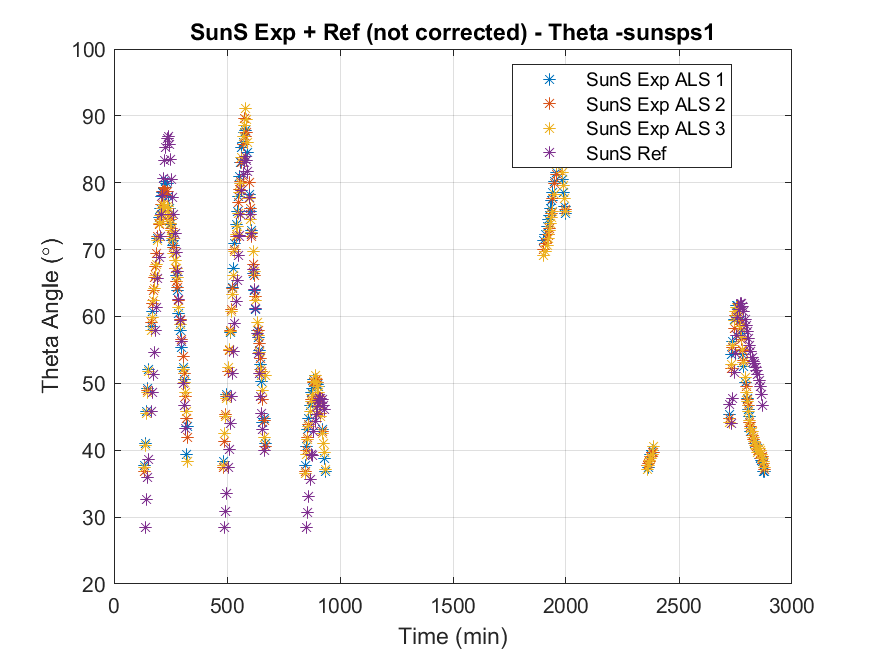 SunS Exp + Ref (not corrected) - Theta -sunsps1
100
90
80
70
60
50
40
30
20
Theta Angle (°)
SunS Exp ALS 1
SunS Exp ALS 2
SunS Exp ALS 3
SunS Ref
0 500 1000 1500 2000 2500 3000
Time (min)